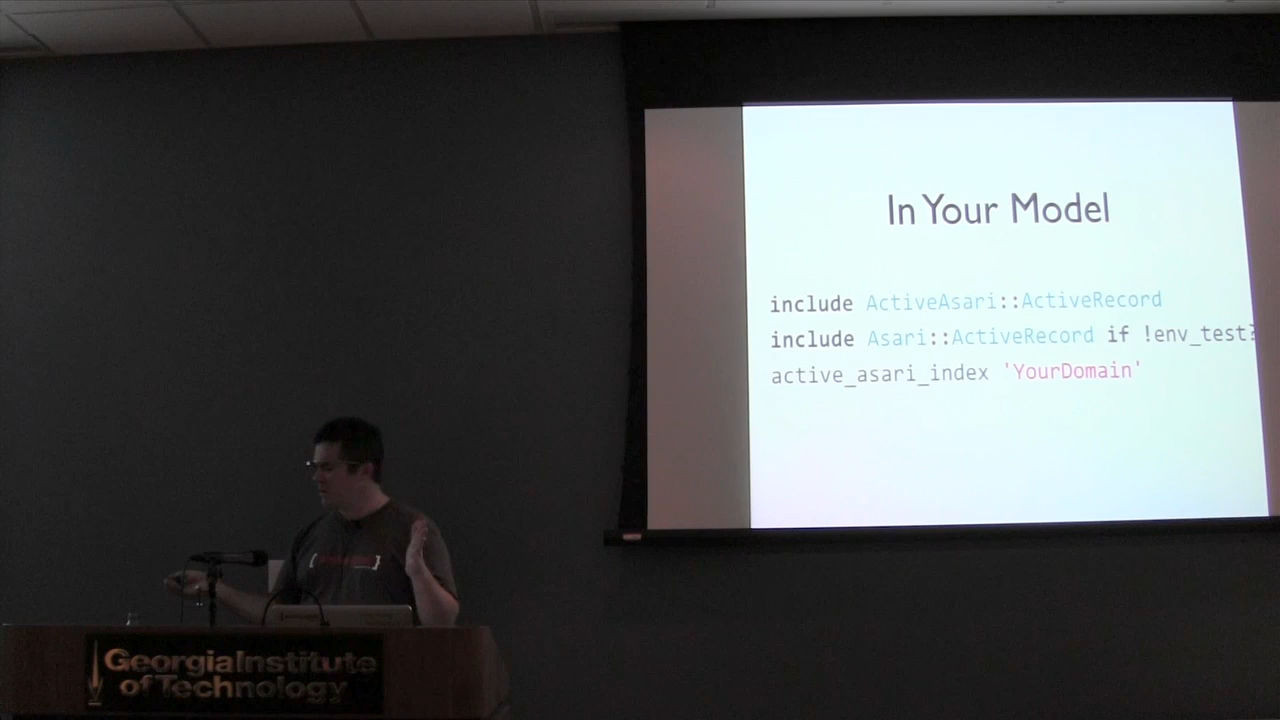 In Your Model
include ActiveAsari::ActiveRecord
include Asari::ActiveRecord if !env_test?
active_asari_index 'YourDomain'
Georgia Institute
of Technology